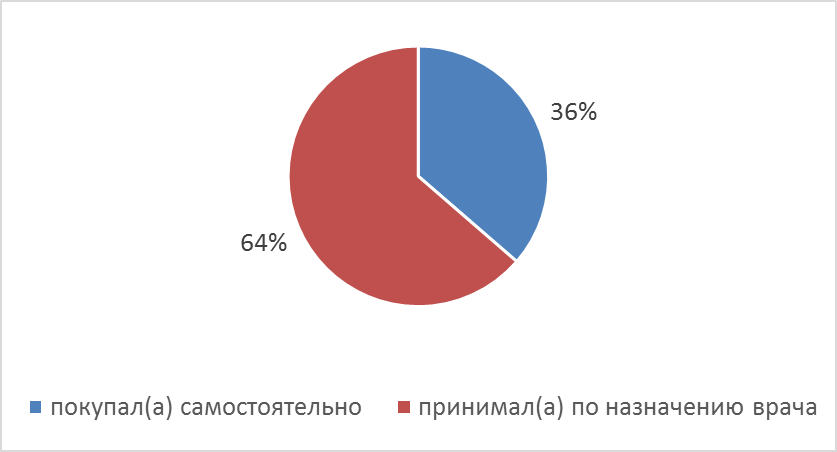 36%
64%
покупал(а) самостоятельно
принимал(а) по назначению врача